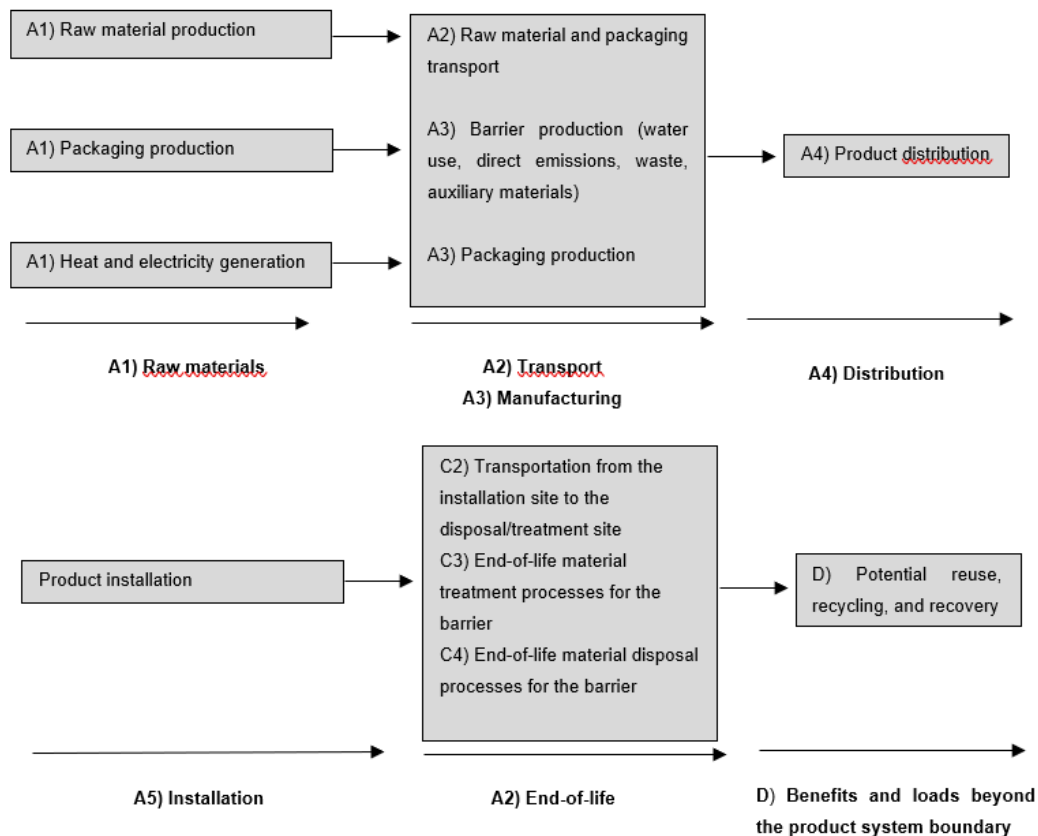 A1) Raw material production
A1) Packaging production
A1) Heat and electricity generation
A2) Raw material and packaging
transport
A3) Barrier production (water
use, direct emissions, waste,
auxiliary materials)
A3) Packaging production
A4) Product distribution
A1) Raw materials
A2) Transport
A3) Manufacturing
A4) Distribution
Product installation
C2) Transportation from the
installation site to the
disposal/treatment site
C3) End-of-life material
treatment processes for the
barrier
C4) End-of-life material disposal
processes for the barrier
D) Potential reuse,
recycling, and recovery
A5) Installation
A2) End-of-life
D) Benefits and loads beyond
the product system boundary